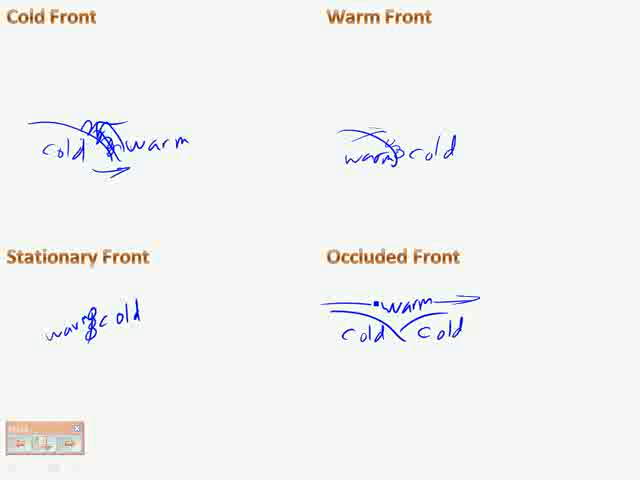 Cold Front
Warm Front
cold warm
warm cold
Stationary Front
Occluded Front
warm cold
warm
cold cold